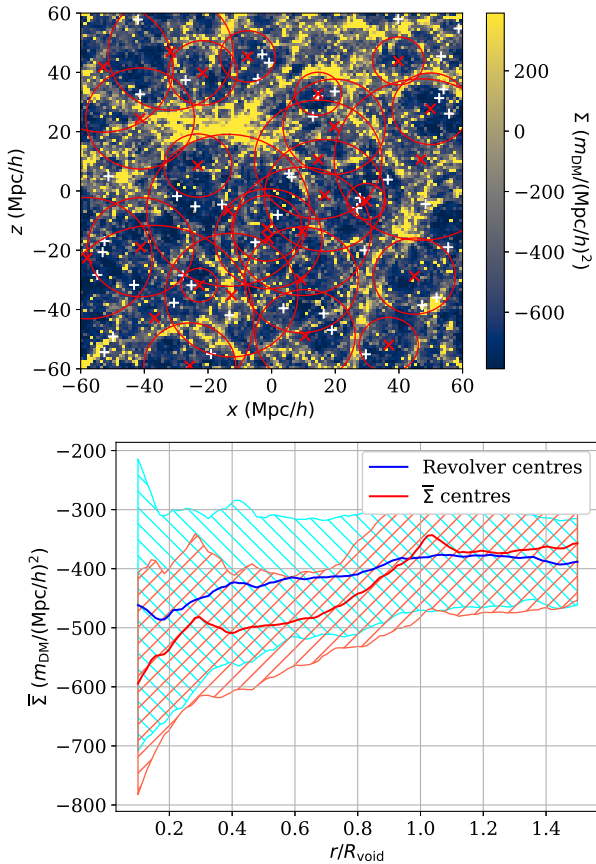 60
40
20
0
−20
−40
−60
−60 −40 −20 0 20 40 60
z (Mpc/h)
x (Mpc/h)
200
0
−200
−400
−600
Σ (m_DM/(Mpc/h)²)
−200
−300
−400
−500
−600
−700
−800
Σ̅ (m_DM/(Mpc/h)²)
Revolver centres
Σ̅ centres
0.2 0.4 0.6 0.8 1.0 1.2 1.4
r/R_void